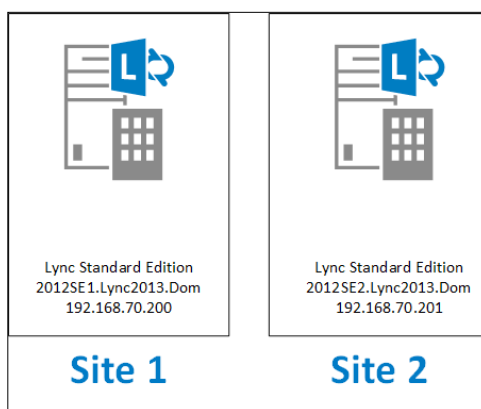 L
L
Lync Standard Edition
2012SE1.Lync2013.Dom
192.168.70.200
Lync Standard Edition
2012SE2.Lync2013.Dom
192.168.70.201
Site 1
Site 2